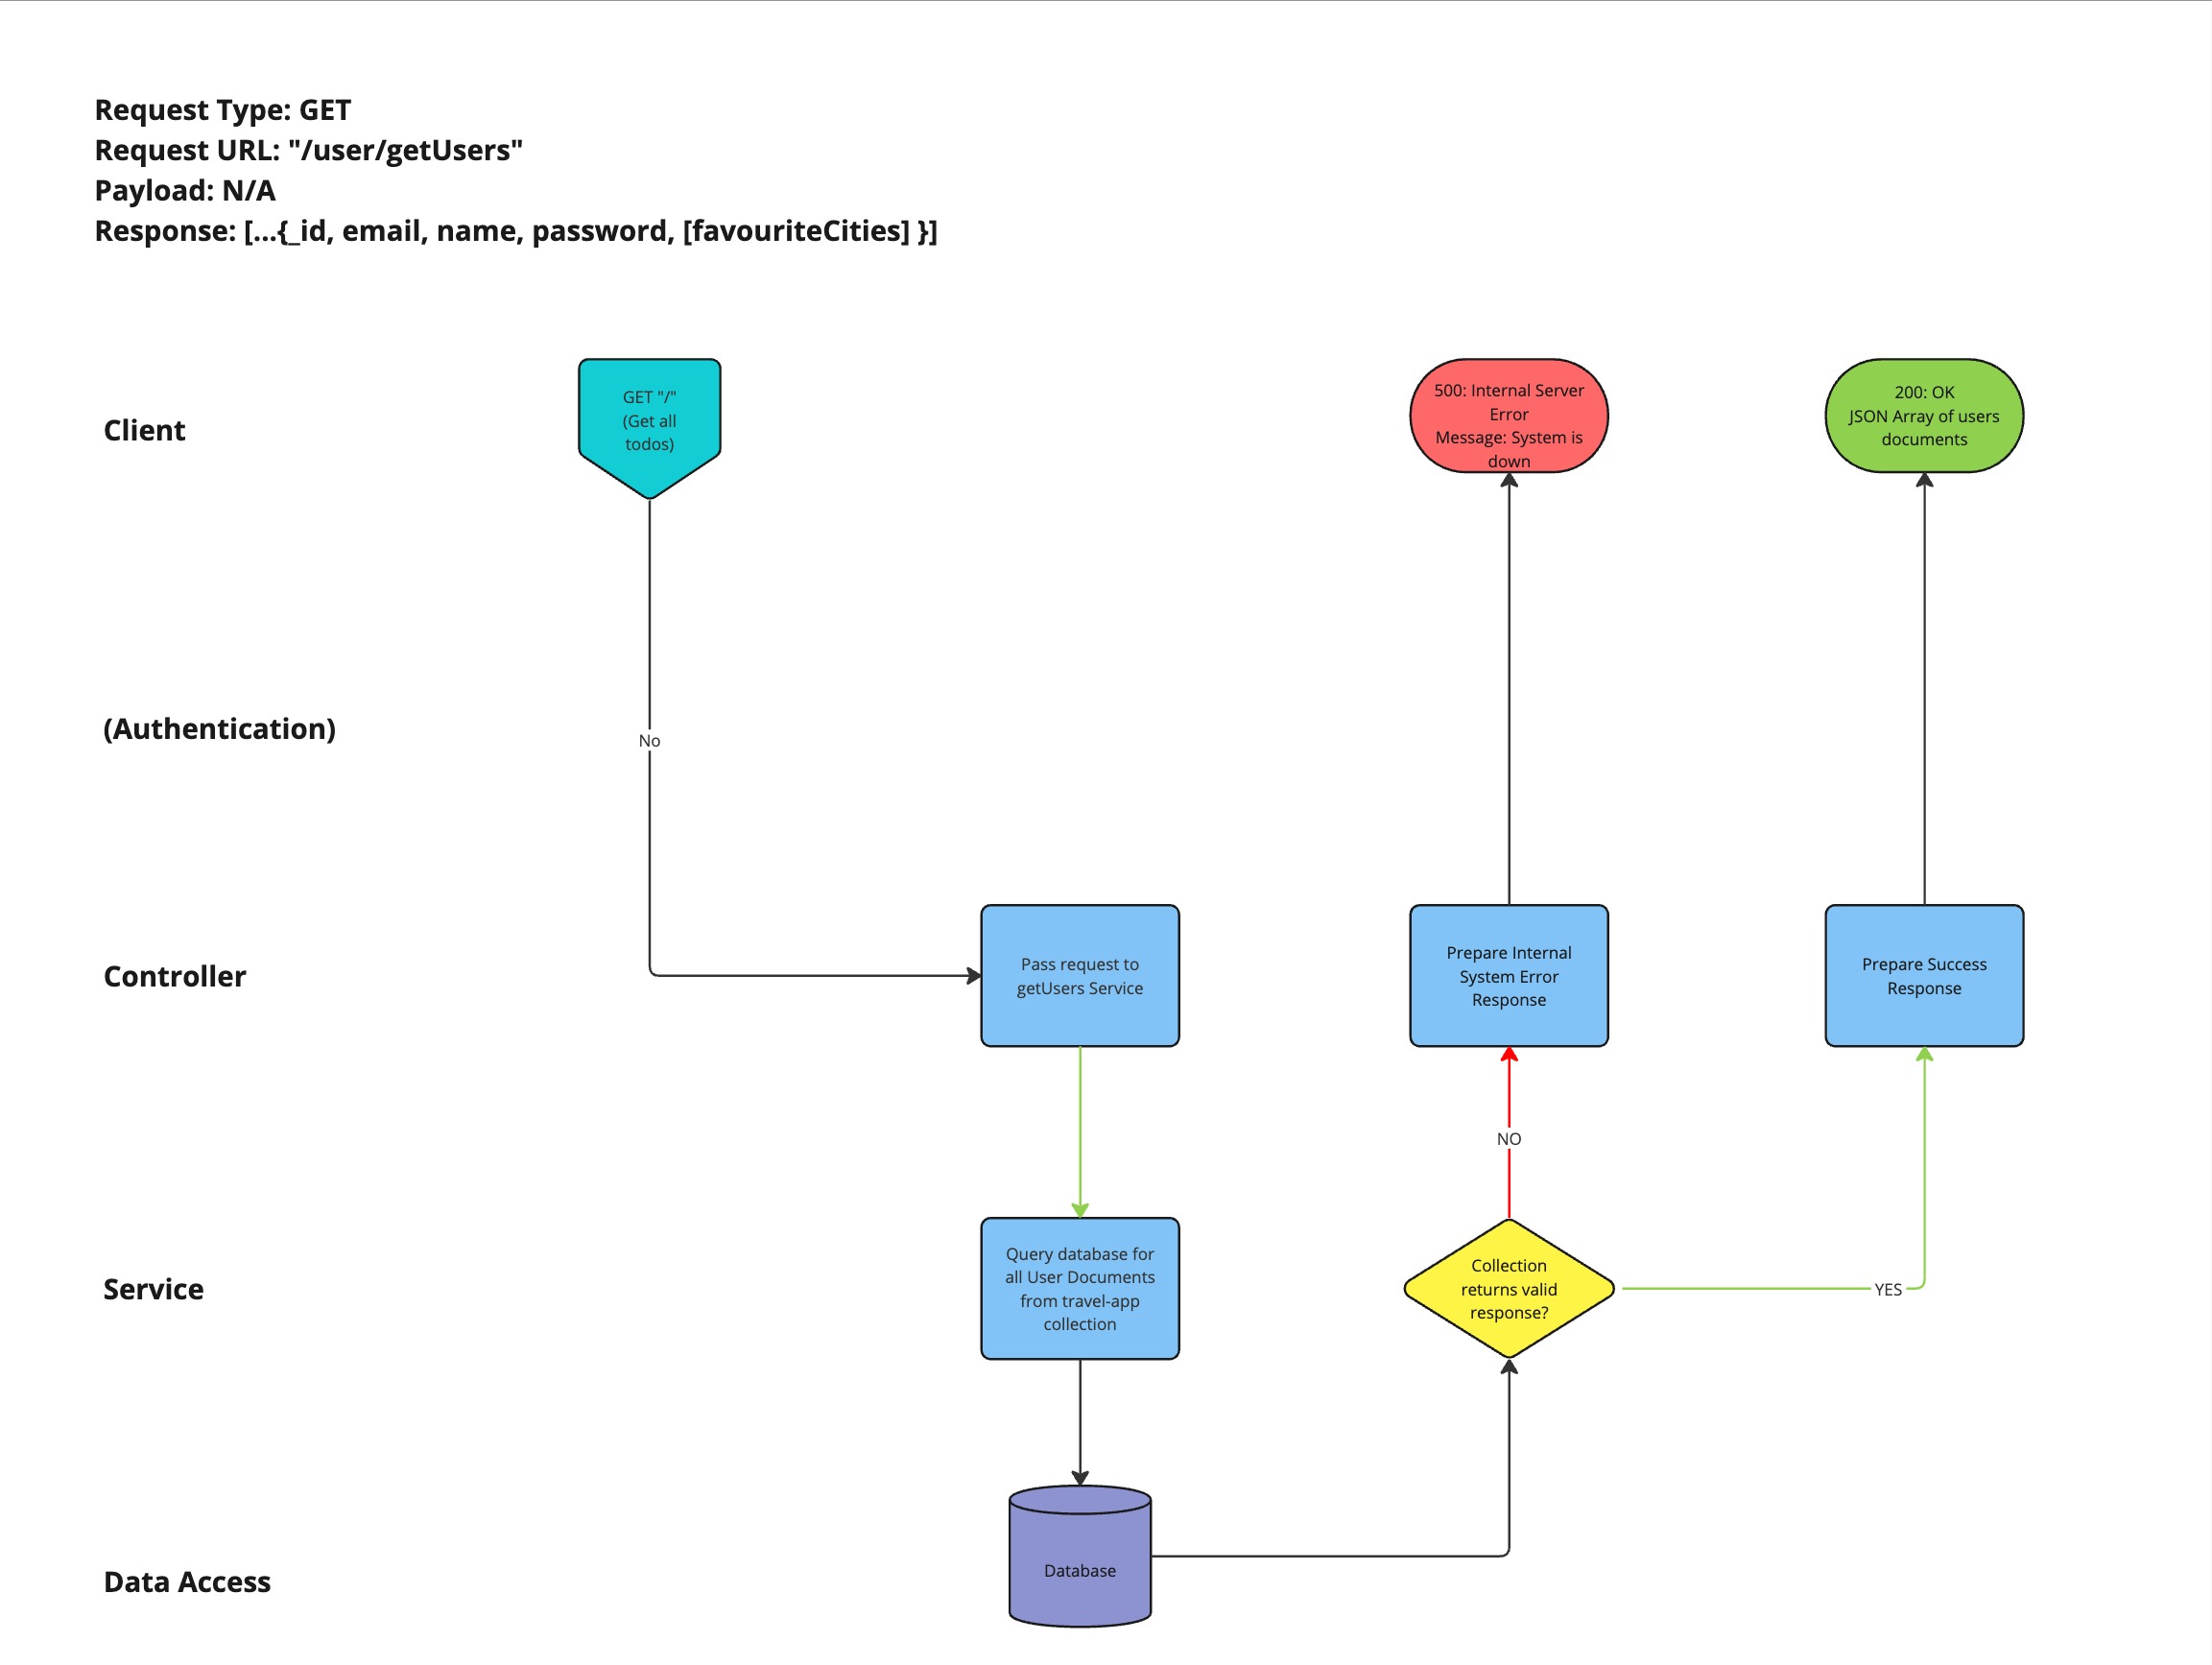 Request Type: GET
Request URL: "/user/getUsers"
Payload: N/A
Response: [...{_id, email, name, password, [favouriteCities] }]
Client
GET "/"
(Get all
todos)
500: Internal Server
Error
Message: System is
down
200: OK
JSON Array of users
documents
(Authentication)
No
Controller
Pass request to
getUsers Service
Prepare Internal
System Error
Response
Prepare Success
Response
NO
Service
Query database for
all User Documents
from travel-app
collection
Collection
returns valid
response?
YES
Data Access
Database